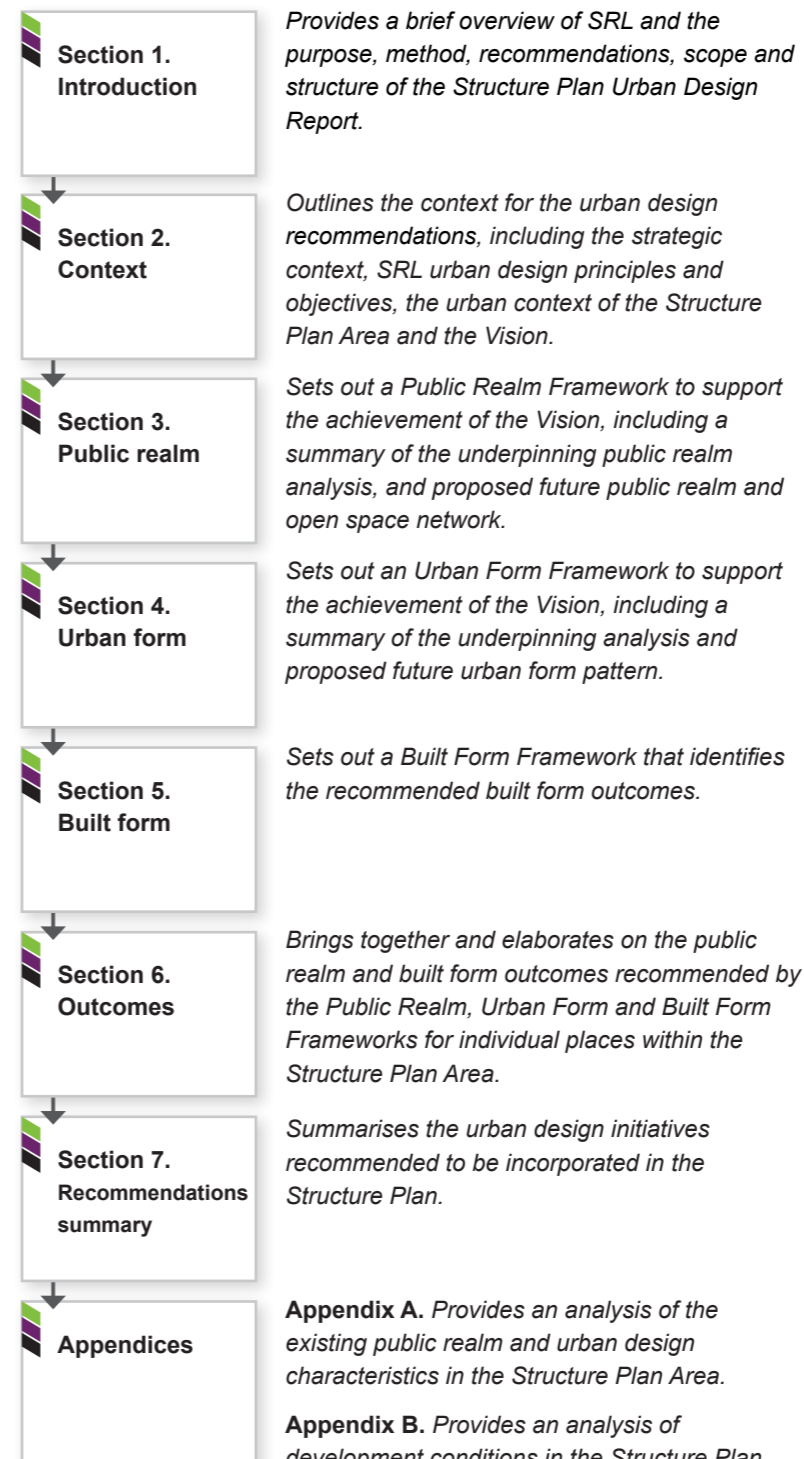 Section 1.
Introduction
Provides a brief overview of SRL and the
purpose, method, recommendations, scope and
structure of the Structure Plan Urban Design
Report.
Section 2.
Context
Outlines the context for the urban design
recommendations, including the strategic
context, SRL urban design principles and
objectives, the urban context of the Structure
Plan Area and the Vision.
Section 3.
Public realm
Sets out a Public Realm Framework to support
the achievement of the Vision, including a
summary of the underpinning public realm
analysis, and proposed future public realm and
open space network.
Section 4.
Urban form
Sets out an Urban Form Framework to support
the achievement of the Vision, including a
summary of the underpinning analysis and
proposed future urban form pattern.
Section 5.
Built form
Sets out a Built Form Framework that identifies
the recommended built form outcomes.
Section 6.
Outcomes
Brings together and elaborates on the public
realm and built form outcomes recommended by
the Public Realm, Urban Form and Built Form
Frameworks for individual places within the
Structure Plan Area.
Section 7.
Recommendations
summary
Summarises the urban design initiatives
recommended to be incorporated in the
Structure Plan.
Appendices
Appendix A. Provides an analysis of the
existing public realm and urban design
characteristics in the Structure Plan Area.
Appendix B. Provides an analysis of
development conditions in the Structure Plan